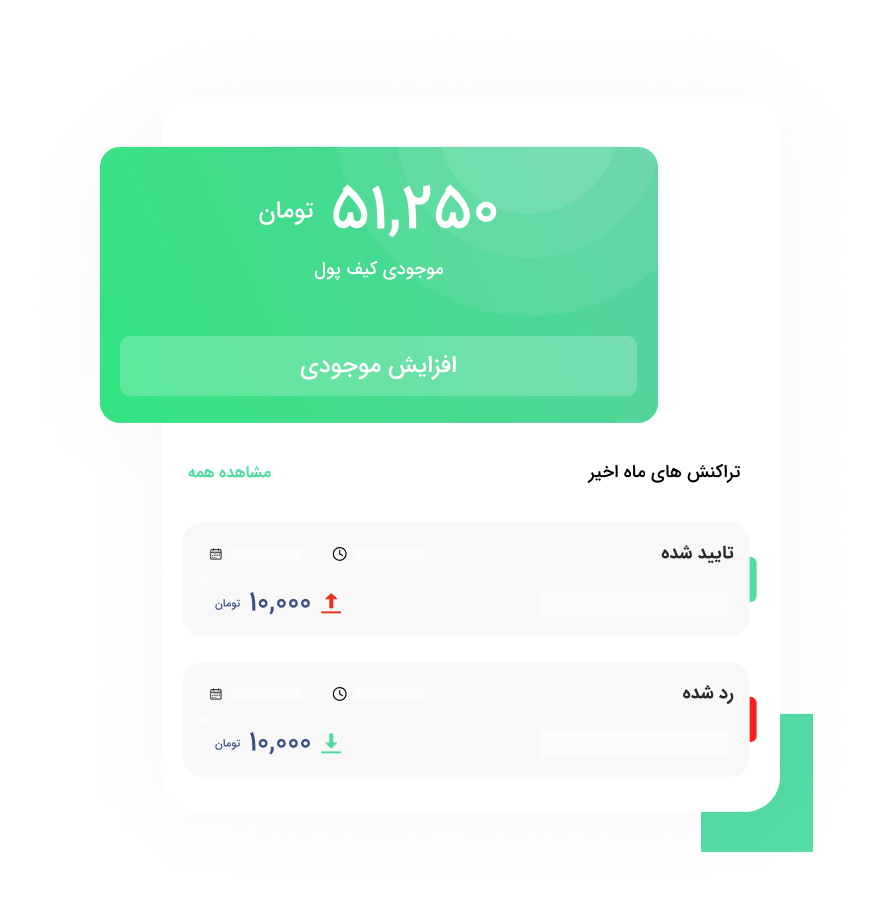 ۵۱,۲۵۰ تومان
موجودی کیف پول
افزایش موجودی
تراکنش های ماه اخیر
مشاهده همه
تایید شده
۱۰,۰۰۰ تومان
رد شده
۱۰,۰۰۰ تومان